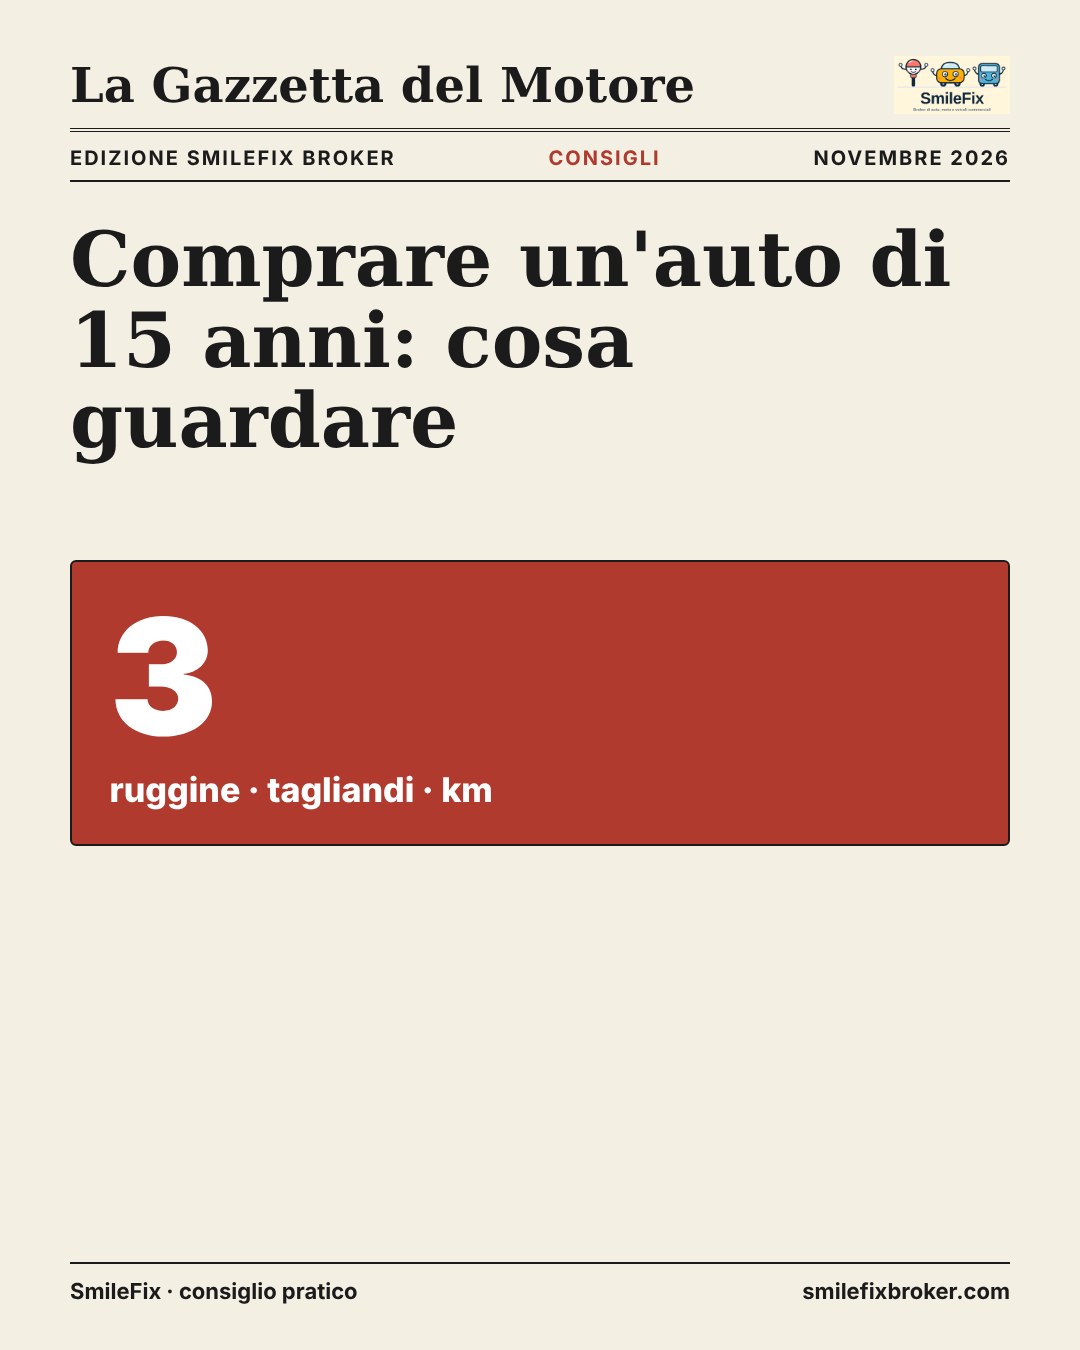 La Gazzetta del Motore
SmileFix
EDIZIONE SMILEFIX BROKER
CONSIGLI
NOVEMBRE 2026
Comprare un'auto di
15 anni: cosa
guardare
3
ruggine · tagliandi · km
SmileFix · consiglio pratico
smilefixbroker.com